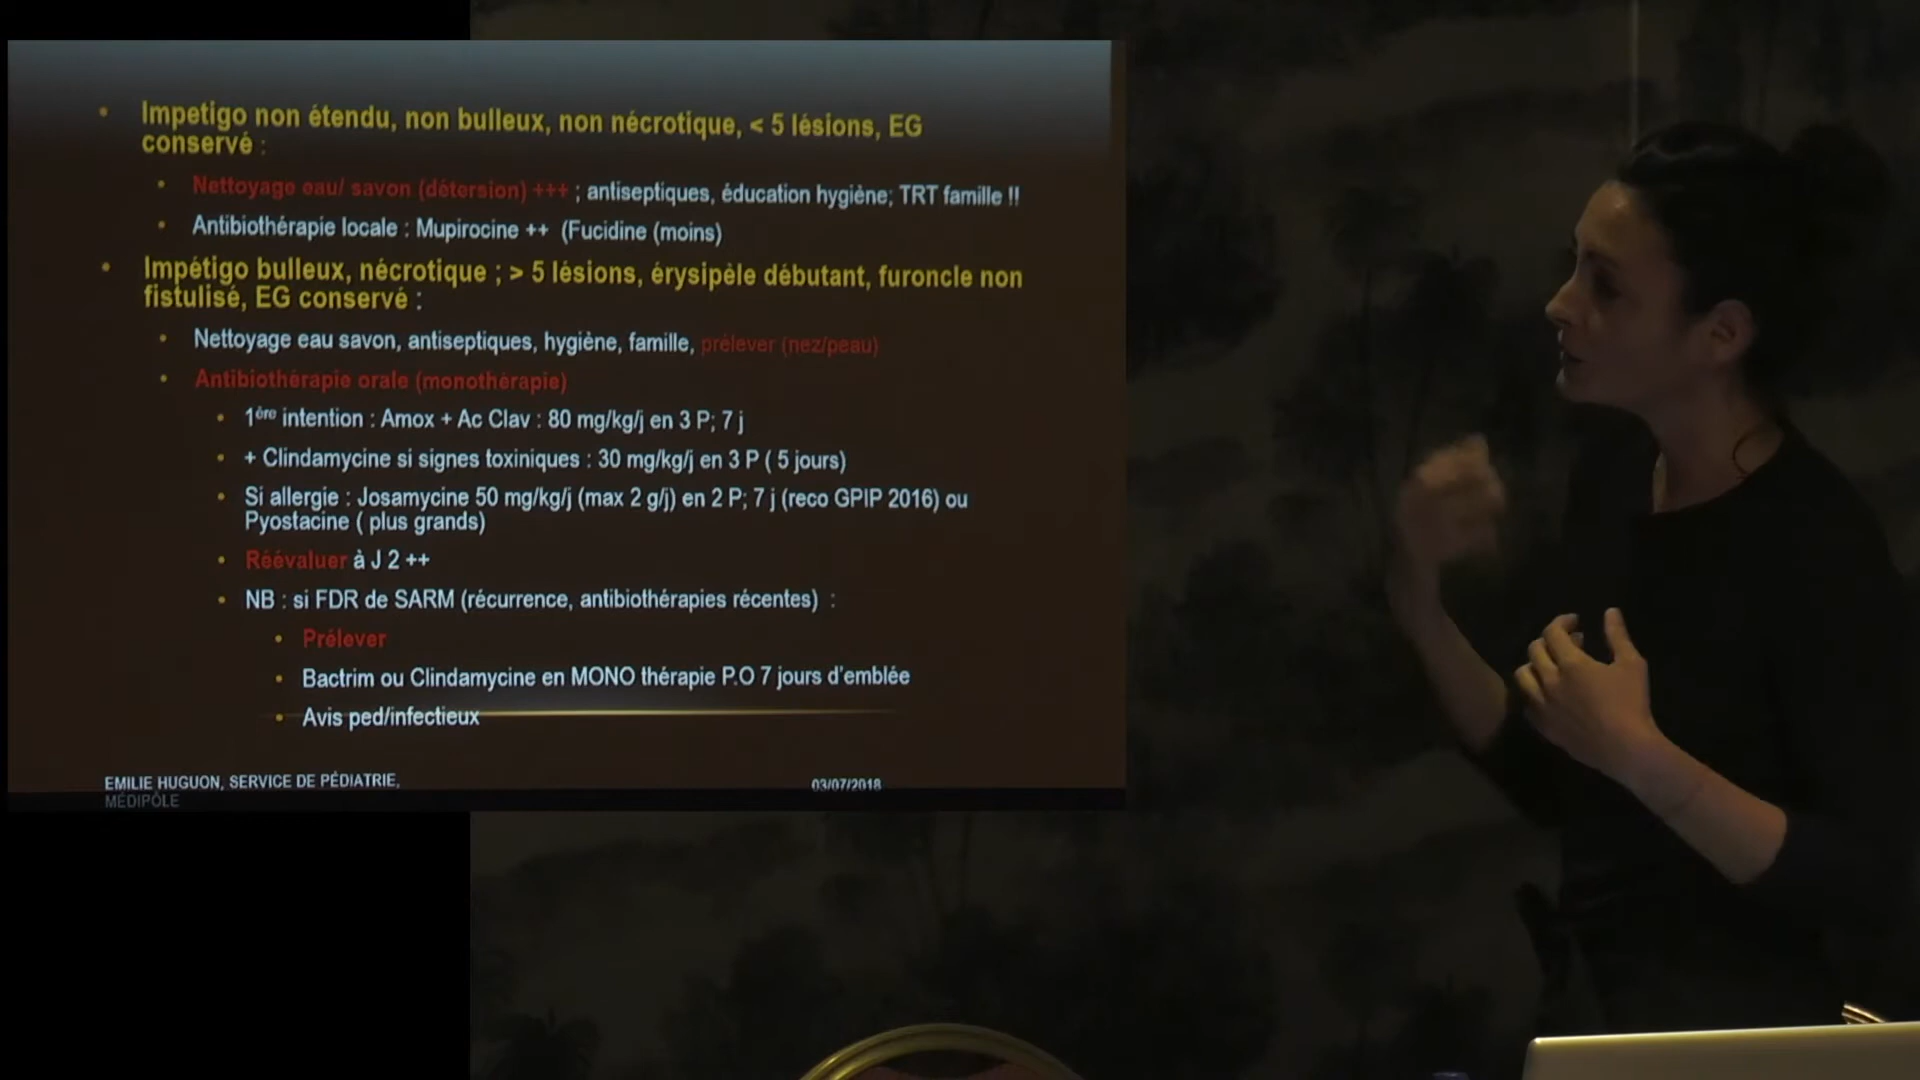 Impetigo non étendu, non bulleux, non nécrotique, < 5 lésions, EG
conservé :
Nettoyage eau/ savon (détersion) +++ ; antiseptiques, éducation hygiène; TRT famille !!
Antibiothérapie locale : Mupirocine ++ (Fucidine (moins)
Impétigo bulleux, nécrotique ; > 5 lésions, érysipèle débutant, furoncle non
fistulisé, EG conservé :
Nettoyage eau savon, antiseptiques, hygiène, famille, prélever (nez/peau)
Antibiothérapie orale (monothérapie)
1ère intention : Amox + Ac Clav : 80 mg/kg/j en 3 P; 7 j
+ Clindamycine si signes toxiniques : 30 mg/kg/j en 3 P ( 5 jours)
Si allergie : Josamycine 50 mg/kg/j (max 2 g/j) en 2 P; 7 j (reco GPIP 2016) ou
Pyostacine ( plus grands)
Réévaluer à J 2 ++
NB : si FDR de SARM (récurrence, antibiothérapies récentes) :
Prélever
Bactrim ou Clindamycine en MONO thérapie P.O 7 jours d'emblée
Avis ped/infectieux
EMILIE HUGUON, SERVICE DE PÉDIATRIE,
MÉDIPÔLE
03/07/2018